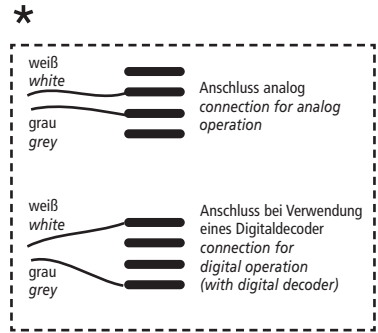 *
weiß
white
grau
grey
Anschluss analog
connection for analog
operation
weiß
white
grau
grey
Anschluss bei Verwendung
eines Digitaldecoder
connection for
digital operation
(with digital decoder)